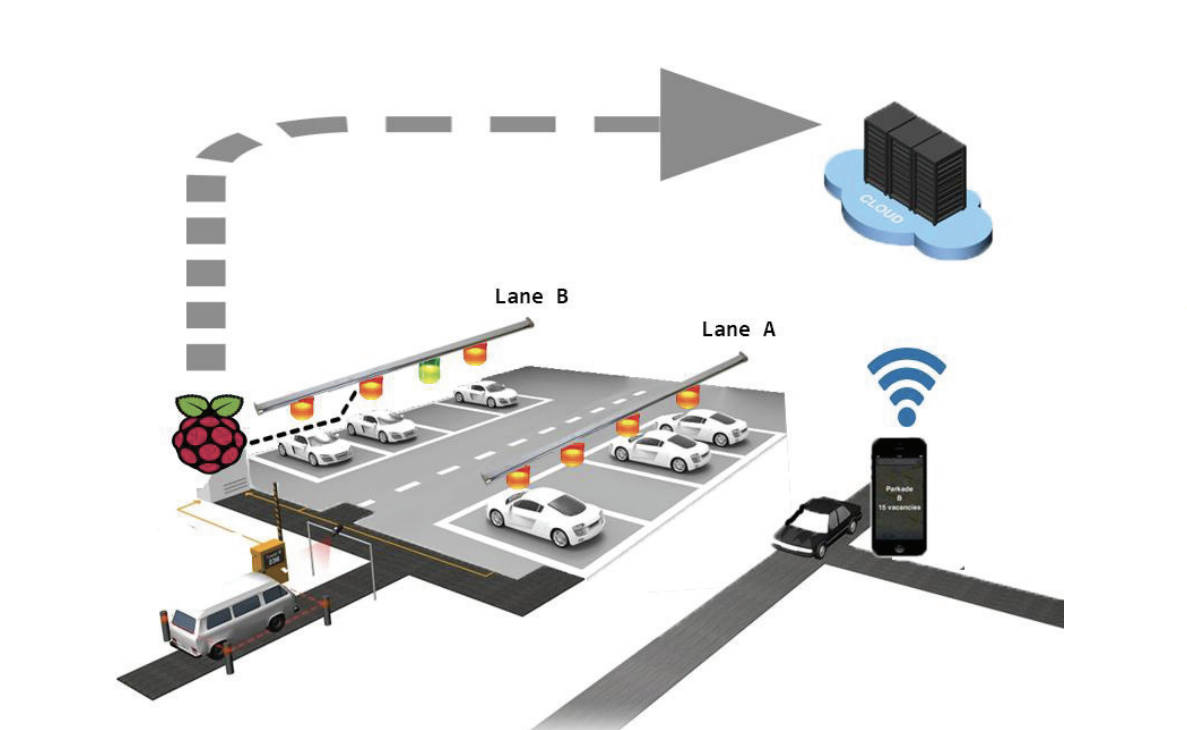 Lane B
Lane A
CLOUD
Parkade
B
15 vacancies